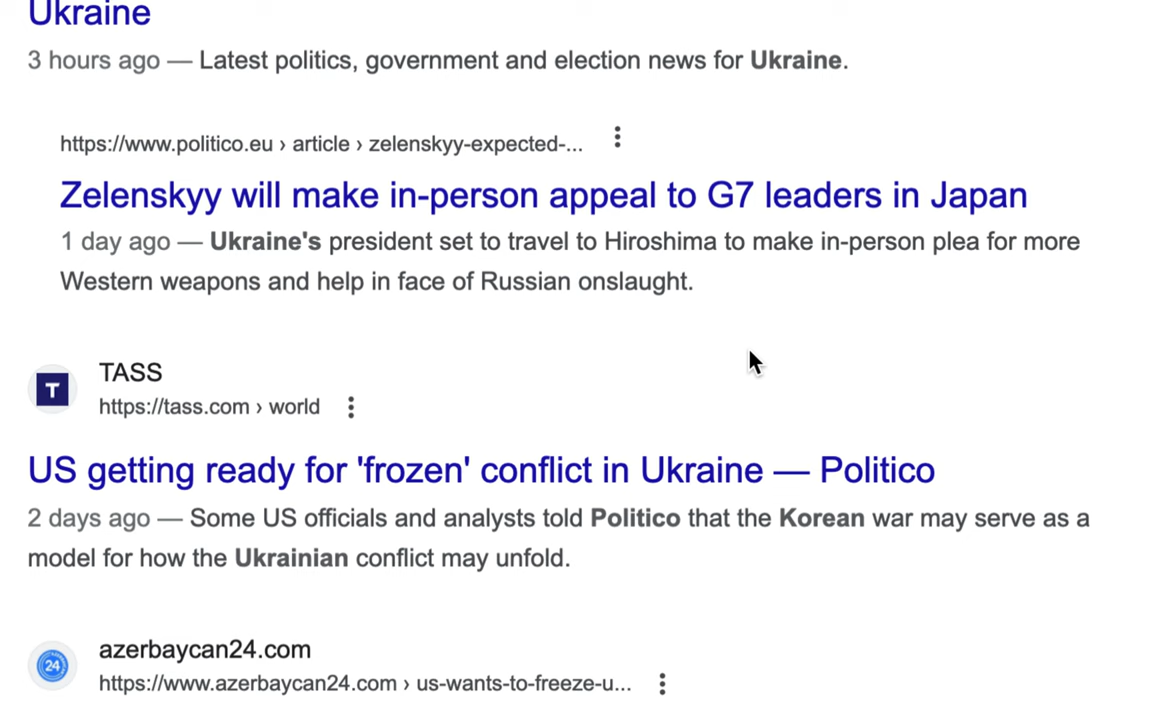 Ukraine
3 hours ago — Latest politics, government and election news for Ukraine.
https://www.politico.eu › article › zelenskyy-expected-...
Zelenskyy will make in-person appeal to G7 leaders in Japan
1 day ago — Ukraine's president set to travel to Hiroshima to make in-person plea for more
Western weapons and help in face of Russian onslaught.
T
TASS
https://tass.com › world
US getting ready for 'frozen' conflict in Ukraine — Politico
2 days ago — Some US officials and analysts told Politico that the Korean war may serve as a
model for how the Ukrainian conflict may unfold.
24
azerbaycan24.com
https://www.azerbaycan24.com › us-wants-to-freeze-u...